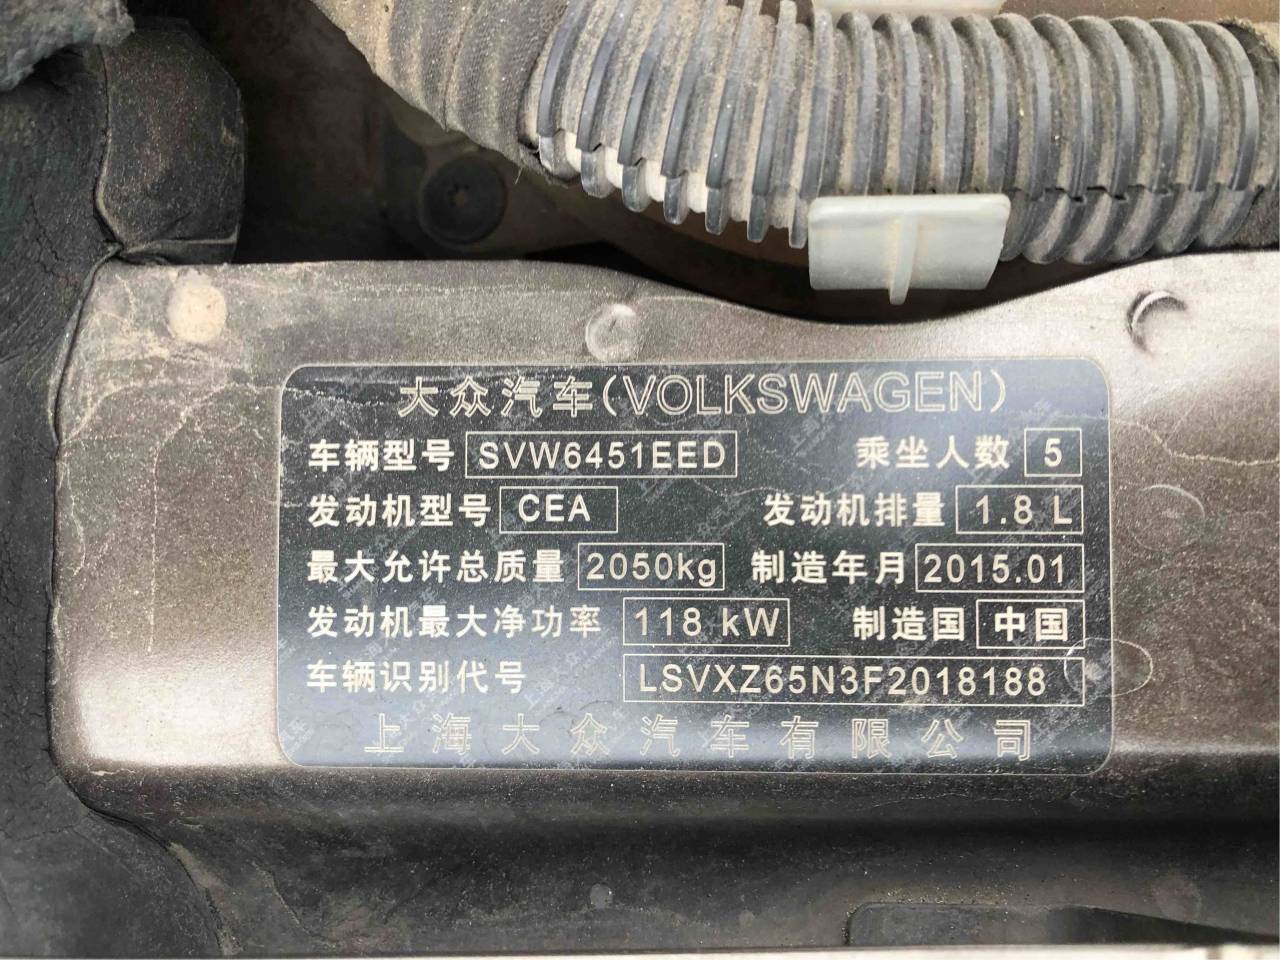 大众汽车(VOLKSWAGEN)
车辆型号 SVW6451EED 乘坐人数 5
发动机型号 CEA 发动机排量 1.8 L
最大允许总质量 2050kg 制造年月 2015.01
发动机最大净功率 118 kW 制造国 中国
车辆识别代号 LSVXZ65N3F2018188
上海大众汽车有限公司